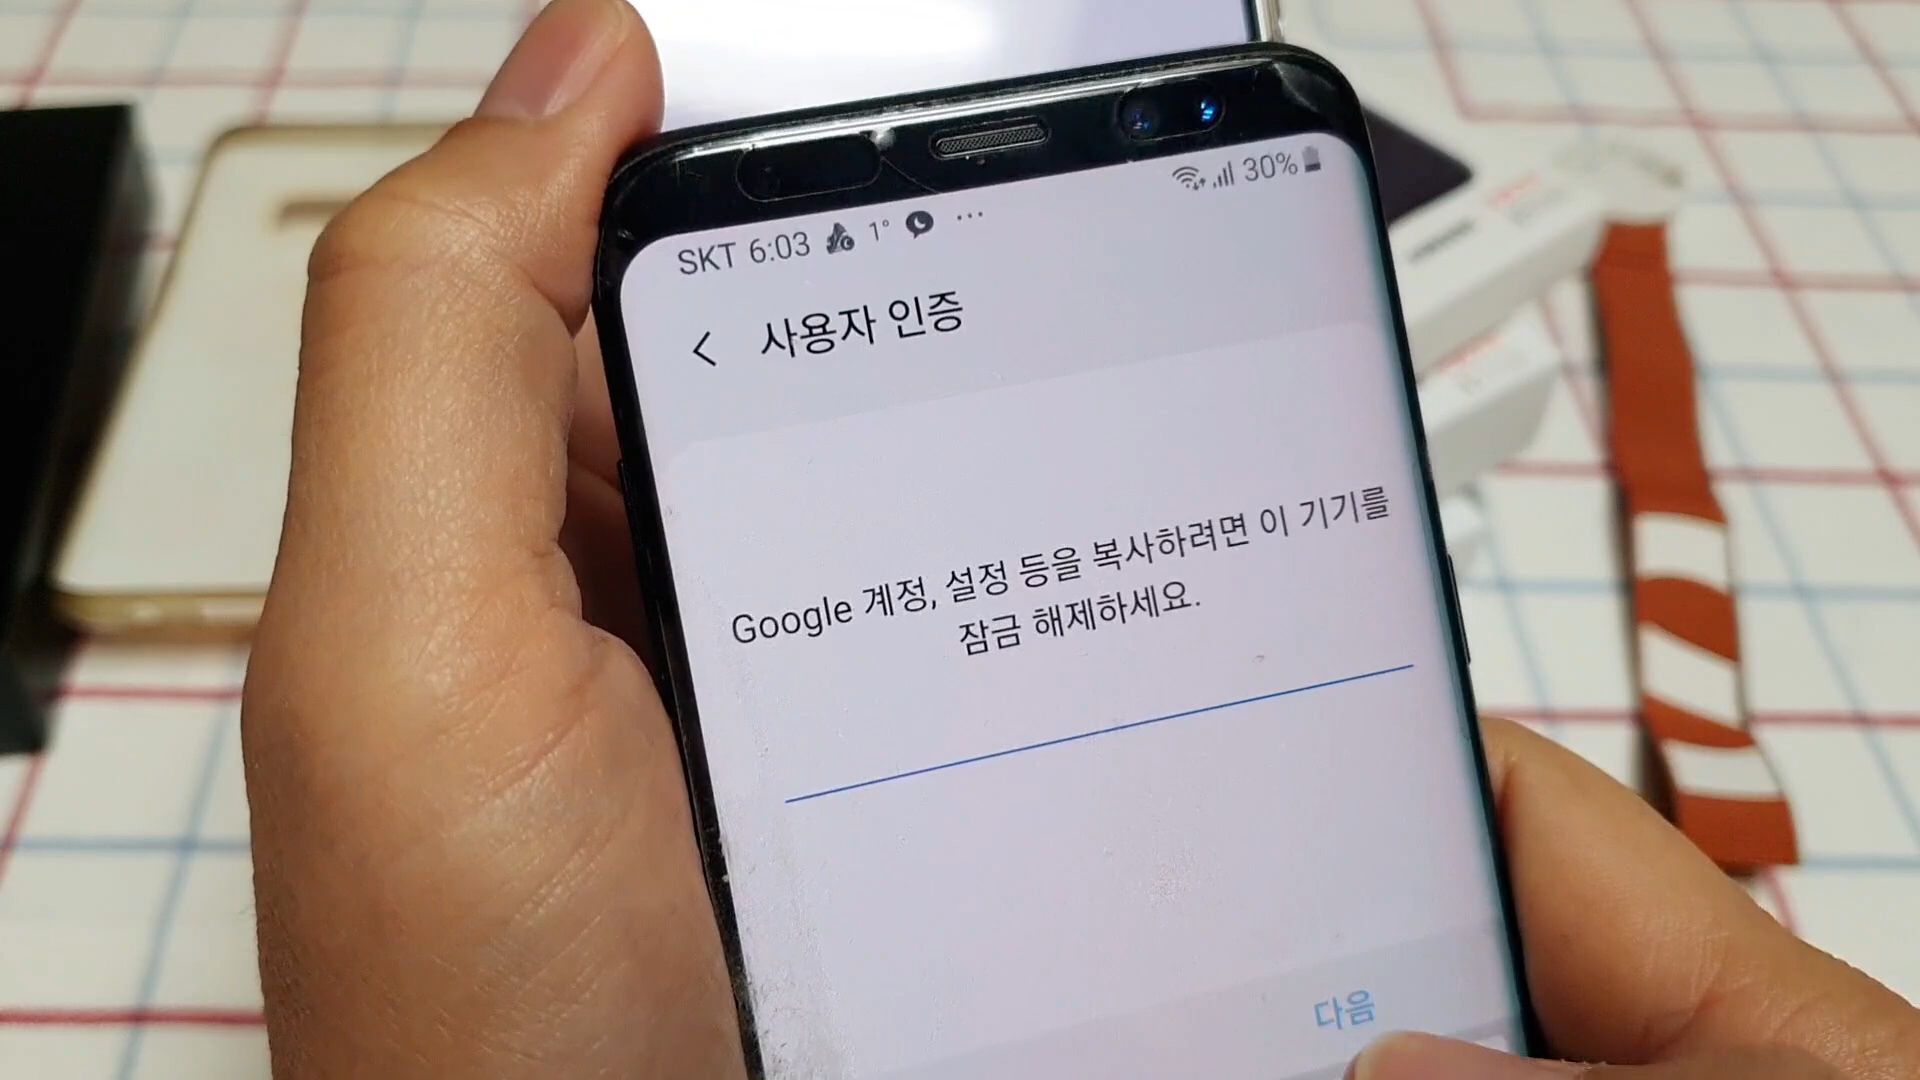 SKT 6:03 1° ... 30%
< 사용자 인증
Google 계정, 설정 등을 복사하려면 이 기기를
잠금 해제하세요.
다음